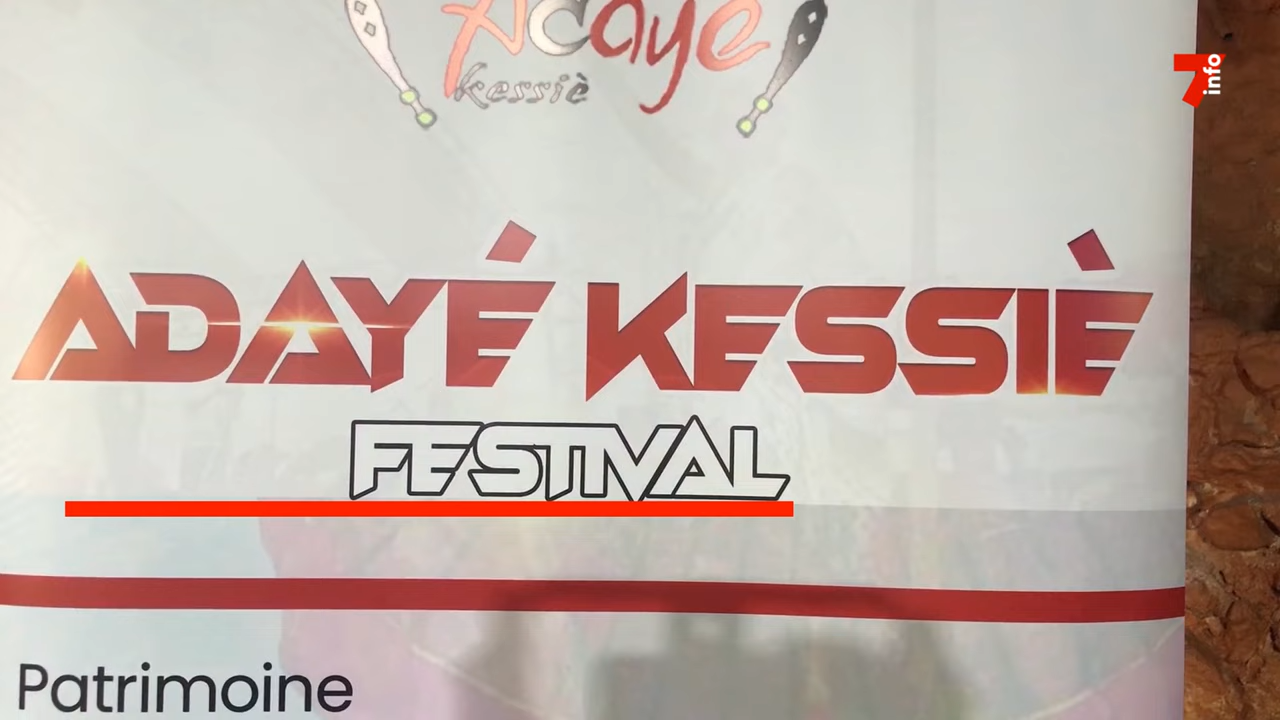 Adaye
kessiè
7info
ADAYÉ KESSIÈ
FESTIVAL
Patrimoine